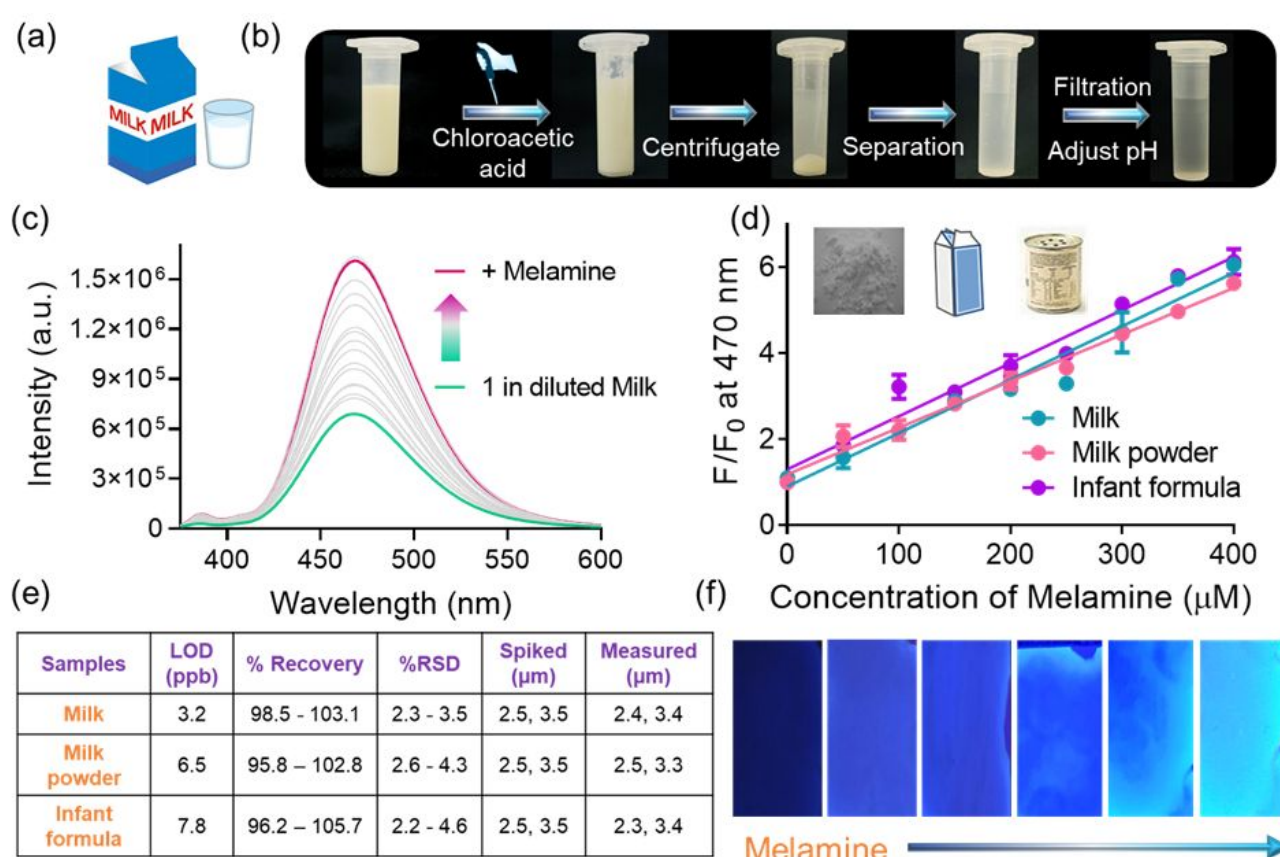 (a)
MILK MILK
(b)
Chloroacetic
acid
Centrifugate
Separation
Filtration
Adjust pH
(c)
Intensity (a.u.)
1.5×10⁶
1.2×10⁶
9×10⁵
6×10⁵
3×10⁵
0
400 450 500 550 600
Wavelength (nm)
+ Melamine
1 in diluted Milk
(d)
F/F₀ at 470 nm
6
4
2
0
0 100 200 300 400
Concentration of Melamine (μM)
Milk
Milk powder
Infant formula
(e)
Samples LOD (ppb) % Recovery %RSD Spiked (μm) Measured (μm)
Milk 3.2 98.5 - 103.1 2.3 - 3.5 2.5, 3.5 2.4, 3.4
Milk powder 6.5 95.8 – 102.8 2.6 - 4.3 2.5, 3.5 2.5, 3.3
Infant formula 7.8 96.2 – 105.7 2.2 - 4.6 2.5, 3.5 2.3, 3.4
(f)
Melamine